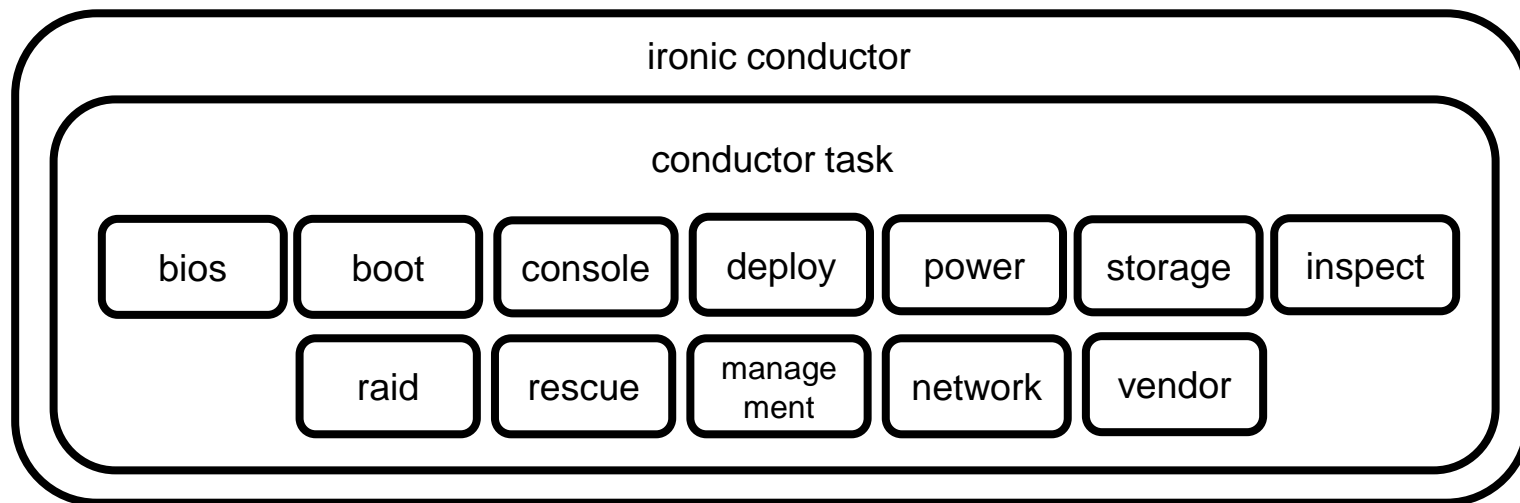 ironic conductor
conductor task
bios
boot
console
deploy
power
storage
inspect
raid
rescue
manage
ment
network
vendor